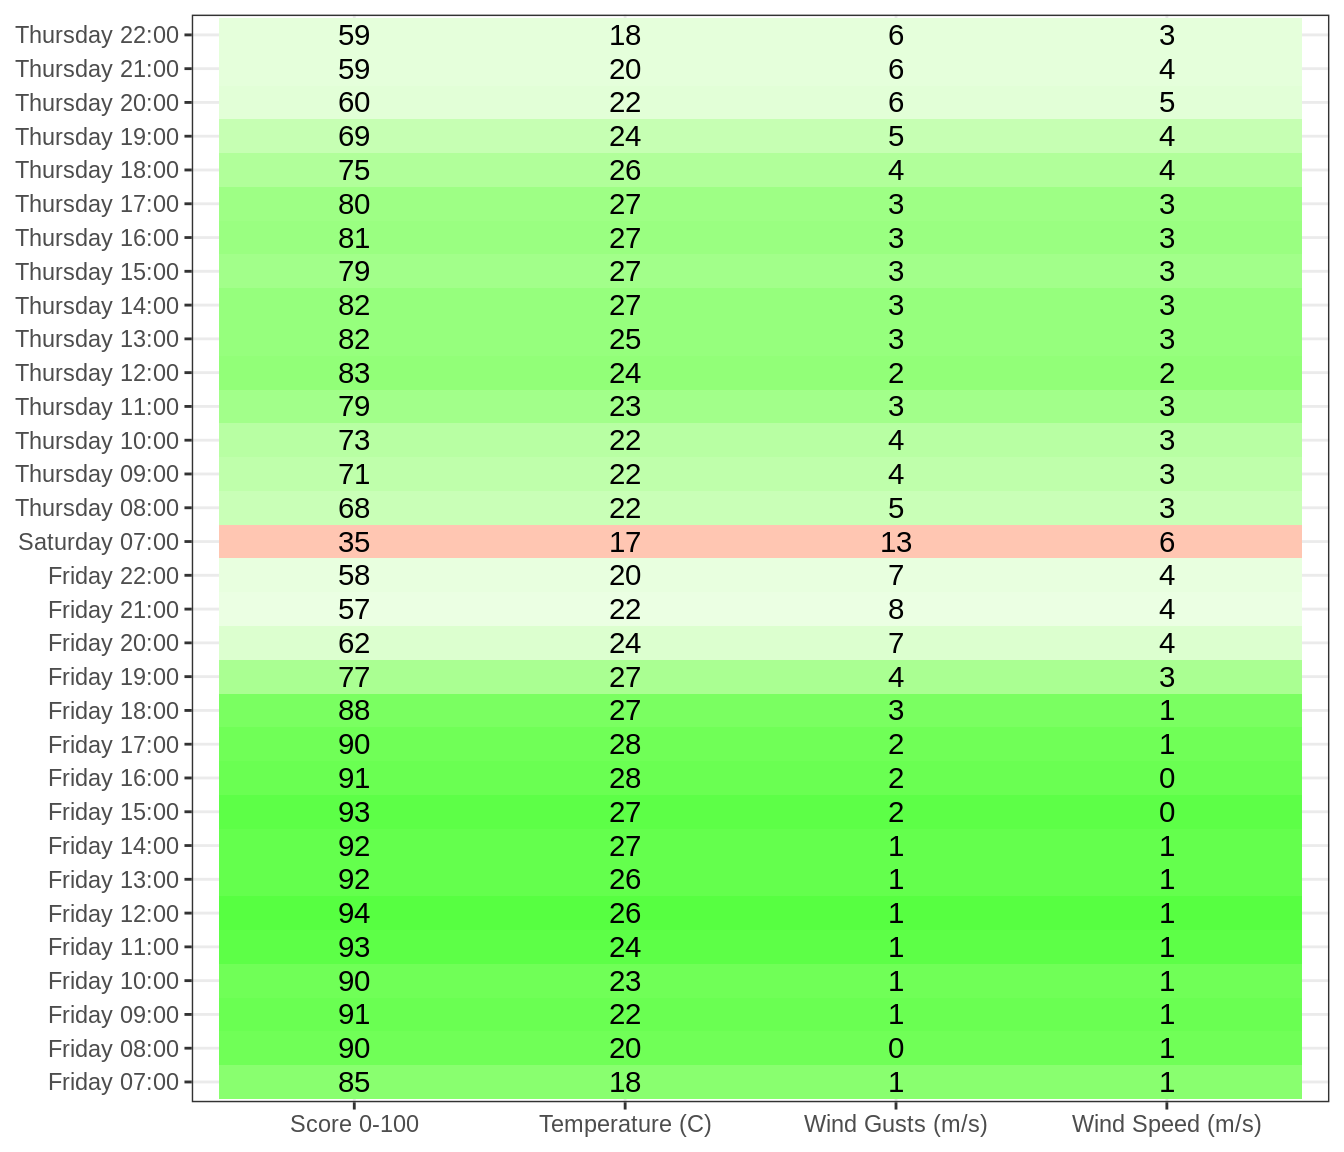 Thursday 22:00 59 18 6 3
Thursday 21:00 59 20 6 4
Thursday 20:00 60 22 6 5
Thursday 19:00 69 24 5 4
Thursday 18:00 75 26 4 4
Thursday 17:00 80 27 3 3
Thursday 16:00 81 27 3 3
Thursday 15:00 79 27 3 3
Thursday 14:00 82 27 3 3
Thursday 13:00 82 25 3 3
Thursday 12:00 83 24 2 2
Thursday 11:00 79 23 3 3
Thursday 10:00 73 22 4 3
Thursday 09:00 71 22 4 3
Thursday 08:00 68 22 5 3
Saturday 07:00 35 17 13 6
Friday 22:00 58 20 7 4
Friday 21:00 57 22 8 4
Friday 20:00 62 24 7 4
Friday 19:00 77 27 4 3
Friday 18:00 88 27 3 1
Friday 17:00 90 28 2 1
Friday 16:00 91 28 2 0
Friday 15:00 93 27 2 0
Friday 14:00 92 27 1 1
Friday 13:00 92 26 1 1
Friday 12:00 94 26 1 1
Friday 11:00 93 24 1 1
Friday 10:00 90 23 1 1
Friday 09:00 91 22 1 1
Friday 08:00 90 20 0 1
Friday 07:00 85 18 1 1
Score 0-100 Temperature (C) Wind Gusts (m/s) Wind Speed (m/s)